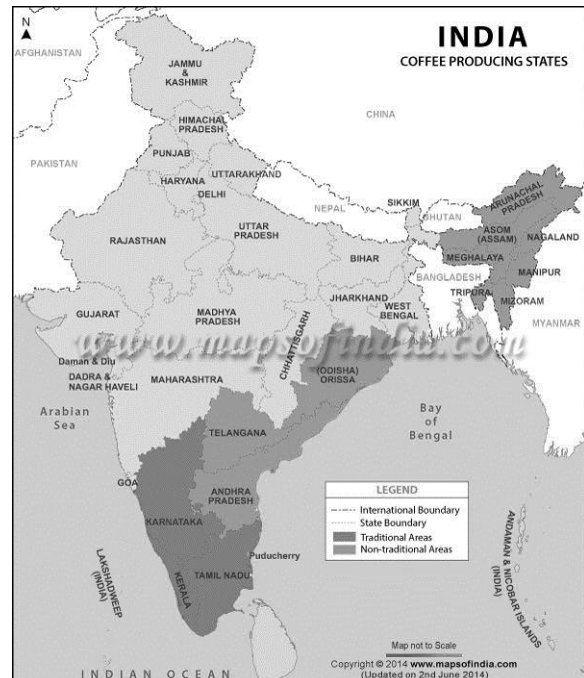 N
INDIA
COFFEE PRODUCING STATES
AFGHANISTAN
JAMMU
&
KASHMIR
CHINA
HIMACHAL
PRADESH
PAKISTAN
PUNJAB
UTTARAKHAND
HARYANA
DELHI
NEPAL
SIKKIM
BHUTAN
ARUNACHAL
PRADESH
RAJASTHAN
UTTAR
PRADESH
ASOM
(ASSAM)
NAGALAND
BIHAR
MEGHALAYA
BANGLADESH
MANIPUR
JHARKHAND
TRIPURA
MIZORAM
GUJARAT
MADHYA
PRADESH
WEST
BENGAL
CHHATTISGARH
MYANMAR
www.mapsofindia.com
Daman & Diu
DADRA &
NAGAR HAVELI
MAHARASHTRA
(ODISHA)
ORISSA
Arabian
Sea
Bay
of
Bengal
TELANGANA
GOA
ANDHRA
PRADESH
KARNATAKA
LEGEND
International Boundary
State Boundary
Traditional Areas
Non-traditional Areas
Puducherry
KERALA
TAMIL NADU
LAKSHADWEEP
(INDIA)
ANDAMAN & NICOBAR ISLANDS
(INDIA)
Map not to Scale
Copyright © 2014 www.mapsofindia.com
(Updated on 2nd June 2014)
INDIAN OCEAN